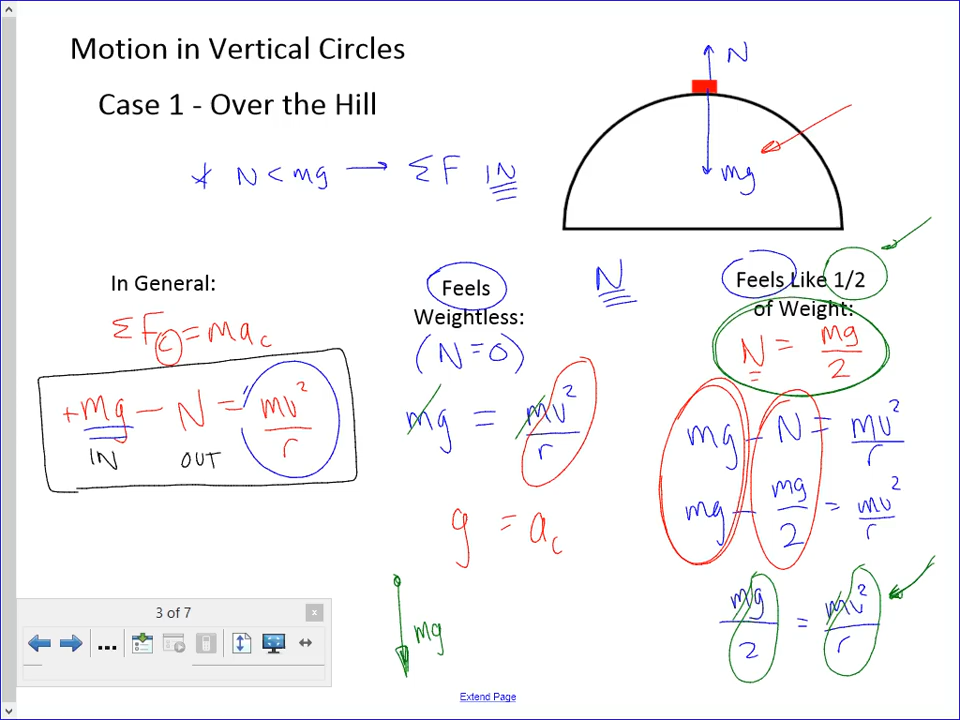 Motion in Vertical Circles
Case 1 - Over the Hill
N
mg
* N < mg → ΣF IN
In General:
ΣF c = mac
+mg − N = mv²/r
IN OUT
Feels
Weightless:
(N = 0)
mg = mv²/r
g = ac
mg
N
Feels Like 1/2
of Weight:
N = mg/2
mg − N = mv²/r
mg − mg/2 = mv²/r
mg/2 = mv²/r
3 of 7
x
...
Extend Page